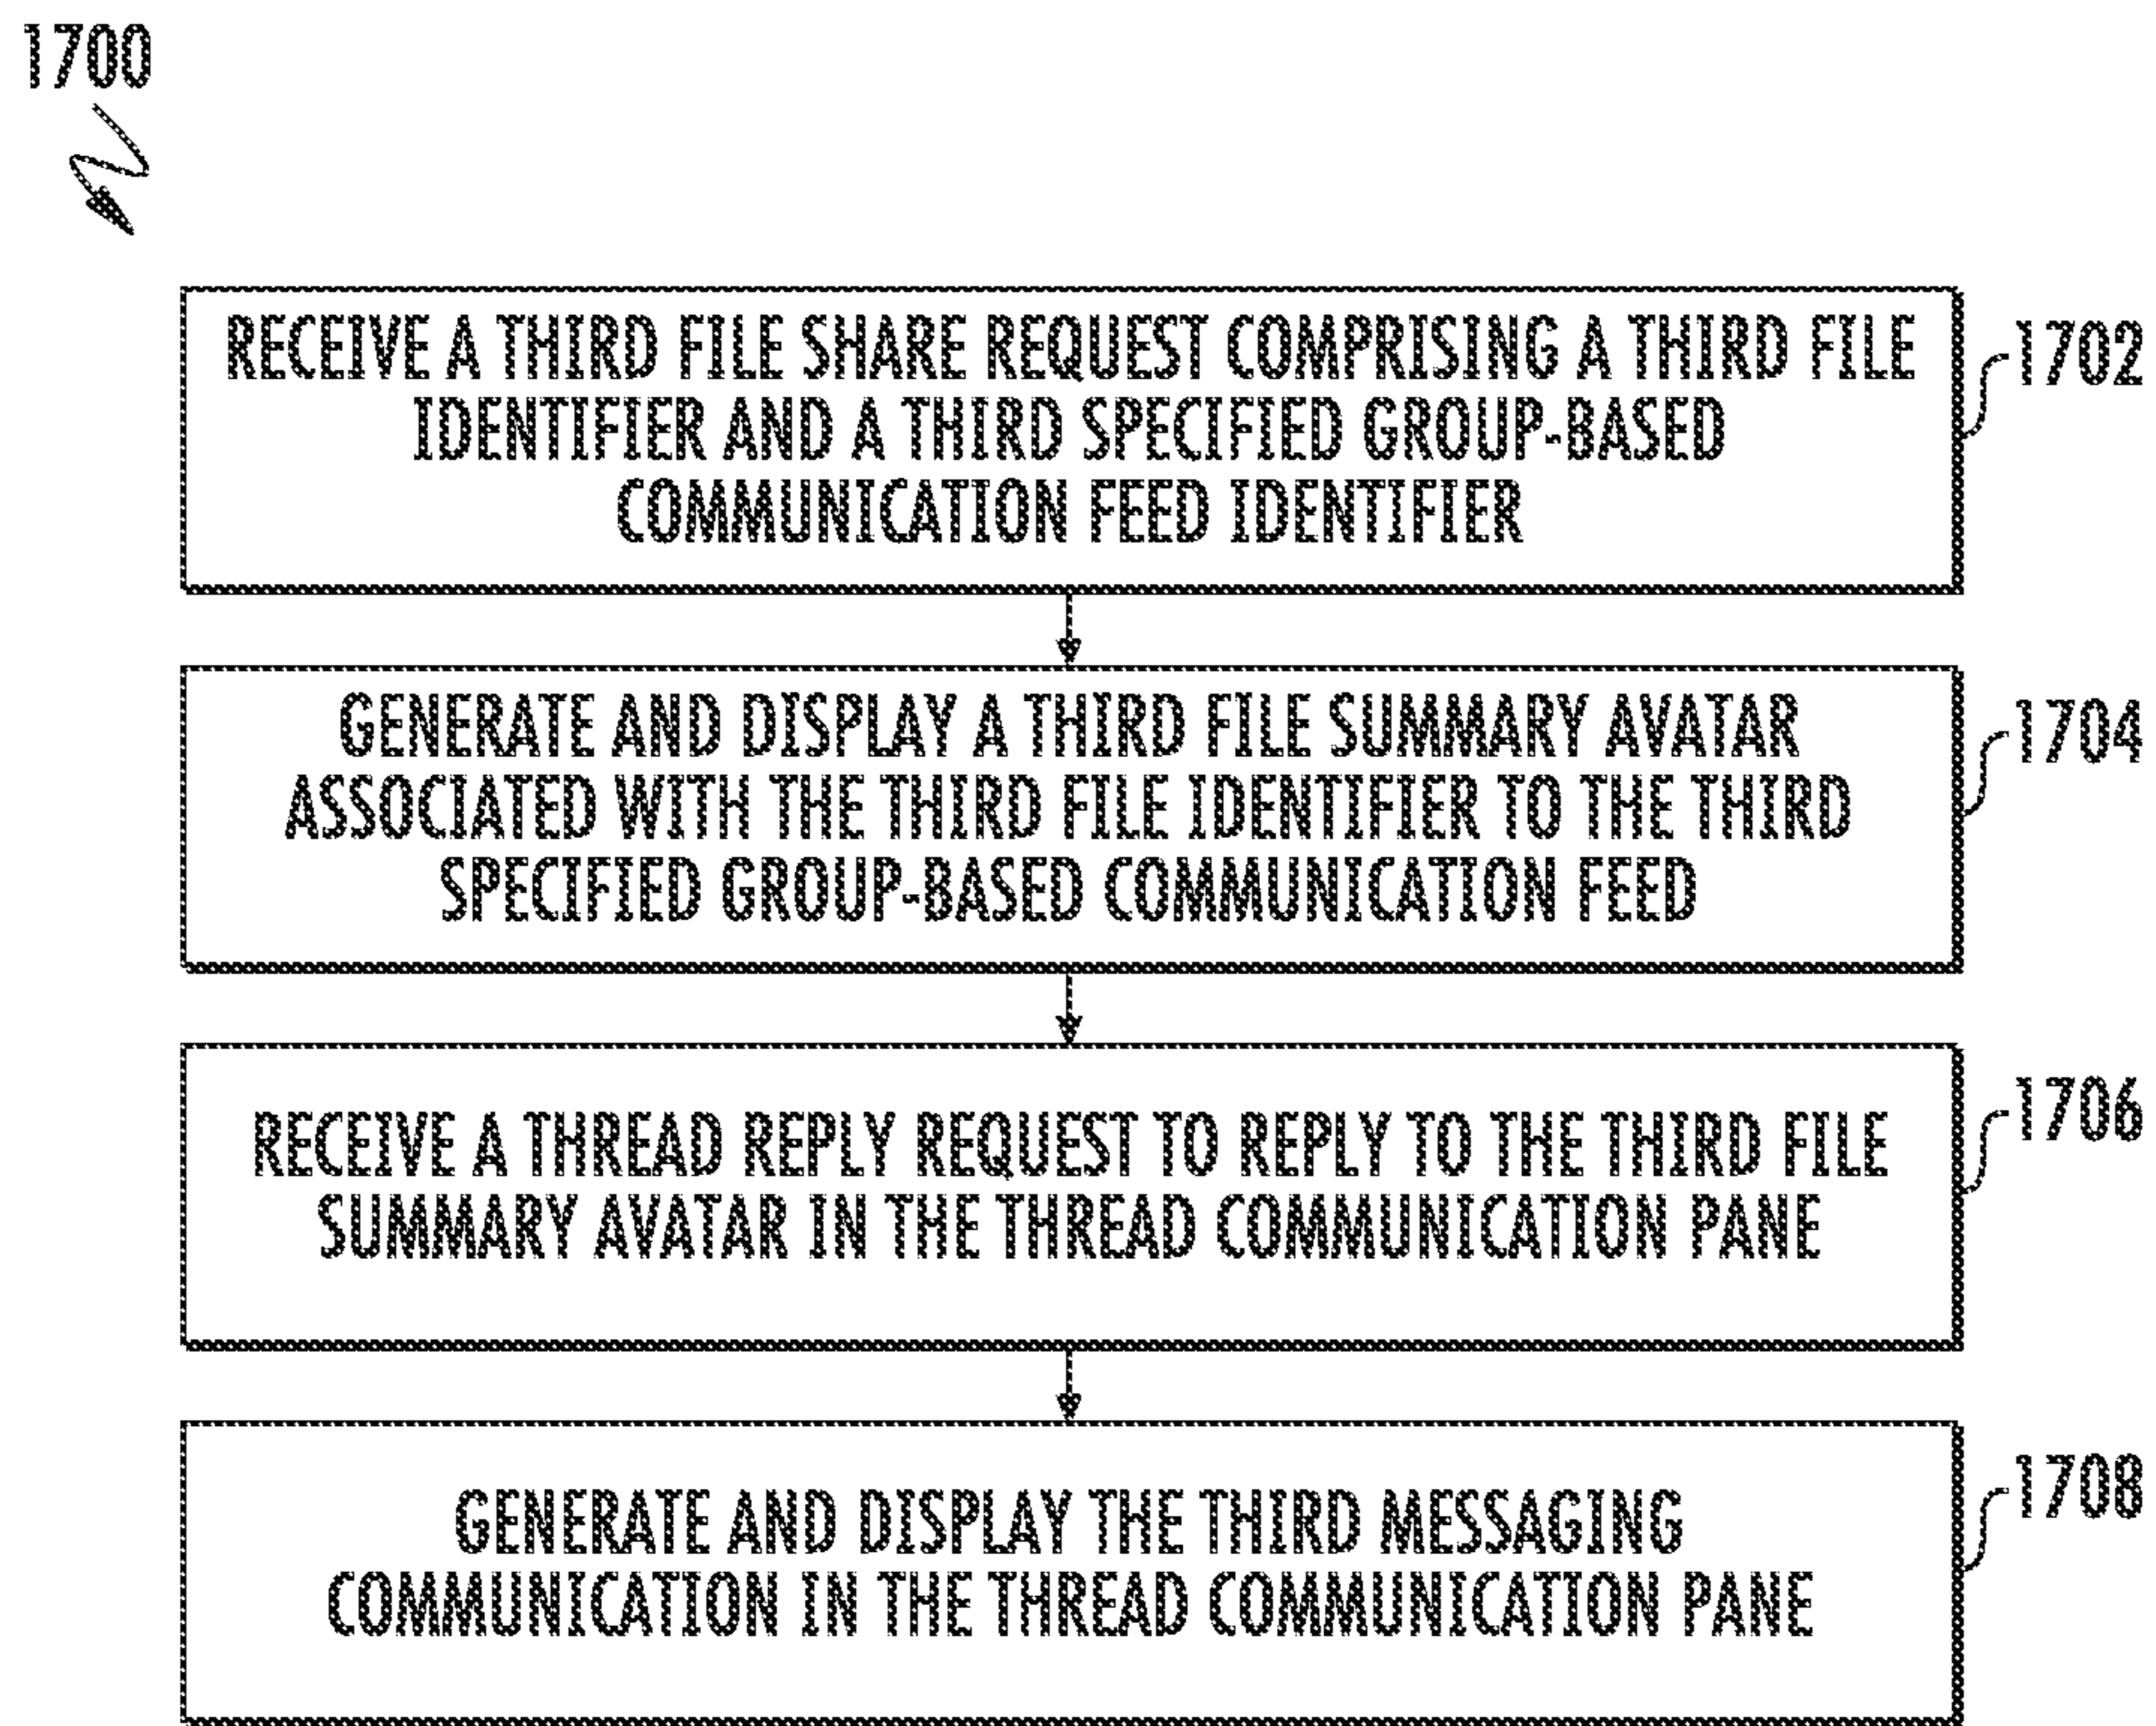 1700
RECEIVE A THIRD FILE SHARE REQUEST COMPRISING A THIRD FILE
IDENTIFIER AND A THIRD SPECIFIED GROUP-BASED
COMMUNICATION FEED IDENTIFIER
1702
GENERATE AND DISPLAY A THIRD FILE SUMMARY AVATAR
ASSOCIATED WITH THE THIRD FILE IDENTIFIER TO THE THIRD
SPECIFIED GROUP-BASED COMMUNICATION FEED
1704
RECEIVE A THREAD REPLY REQUEST TO REPLY TO THE THIRD FILE
SUMMARY AVATAR IN THE THREAD COMMUNICATION PANE
1706
GENERATE AND DISPLAY THE THIRD MESSAGING
COMMUNICATION IN THE THREAD COMMUNICATION PANE
1708